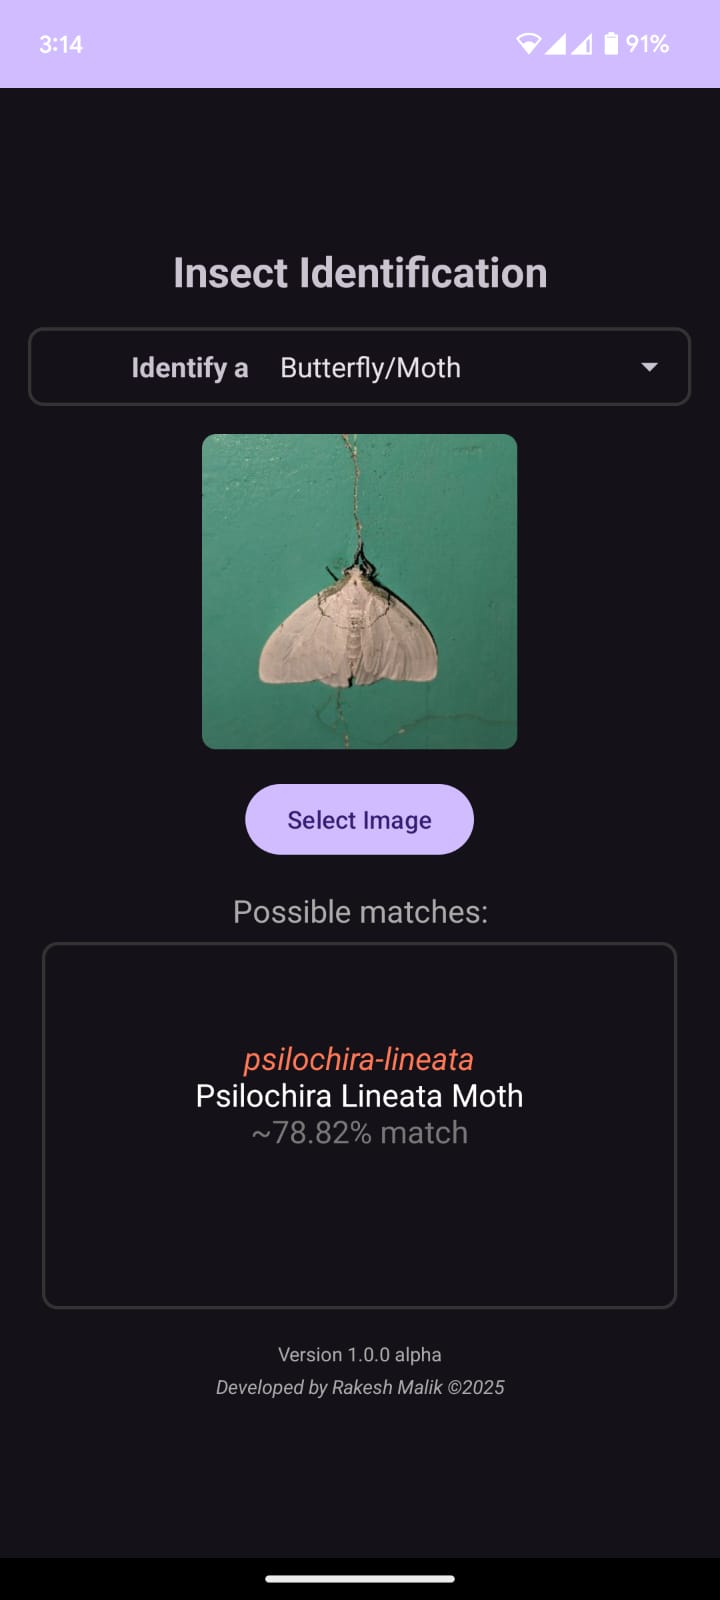 3:14
91%
Insect Identification
Identify a Butterfly/Moth
Select Image
Possible matches:
psilochira-lineata
Psilochira Lineata Moth
~78.82% match
Version 1.0.0 alpha
Developed by Rakesh Malik ©2025